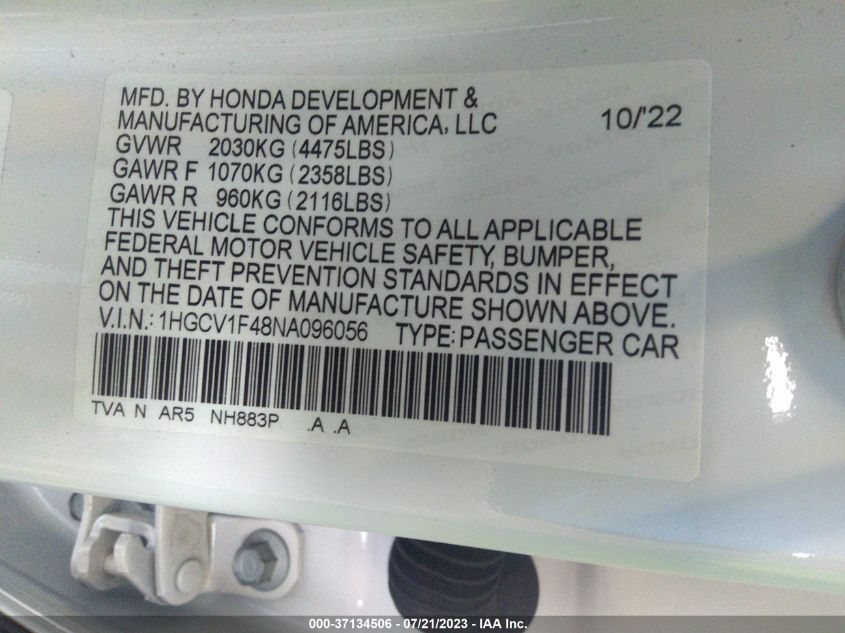 MFD. BY HONDA DEVELOPMENT &
MANUFACTURING OF AMERICA, LLC 10/'22
GVWR 2030KG (4475LBS)
GAWR F 1070KG (2358LBS)
GAWR R 960KG (2116LBS)
THIS VEHICLE CONFORMS TO ALL APPLICABLE
FEDERAL MOTOR VEHICLE SAFETY, BUMPER,
AND THEFT PREVENTION STANDARDS IN EFFECT
ON THE DATE OF MANUFACTURE SHOWN ABOVE.
V.I.N.: 1HGCV1F48NA096056 TYPE: PASSENGER CAR
TVA N AR5 NH883P .A .A
000-37134506 - 07/21/2023 - IAA Inc.